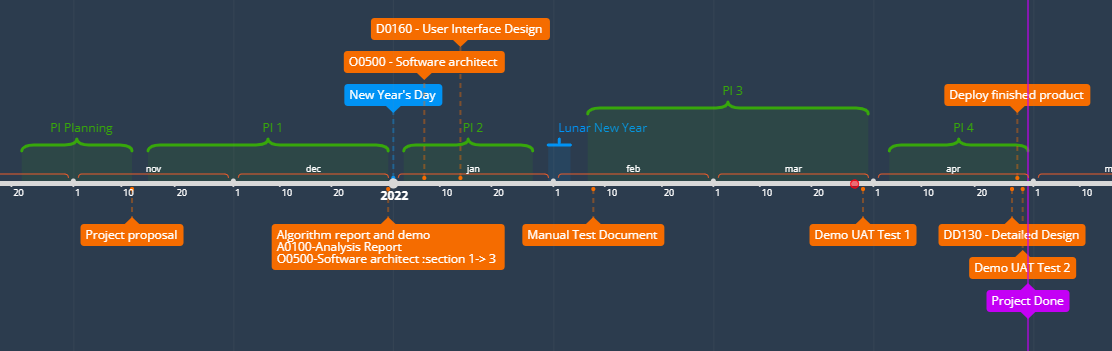 D0160 - User Interface Design
O0500 - Software architect
New Year's Day
Deploy finished product
PI Planning
PI 1
PI 2
Lunar New Year
PI 3
PI 4
nov
dec
jan
feb
mar
apr
m
20 1 10 20 1 10 20 2022 10 20 1 10 20 1 10 20 1 10 20 1 10
Project proposal
Algorithm report and demo
A0100-Analysis Report
O0500-Software architect :section 1-> 3
Manual Test Document
Demo UAT Test 1
DD130 - Detailed Design
Demo UAT Test 2
Project Done